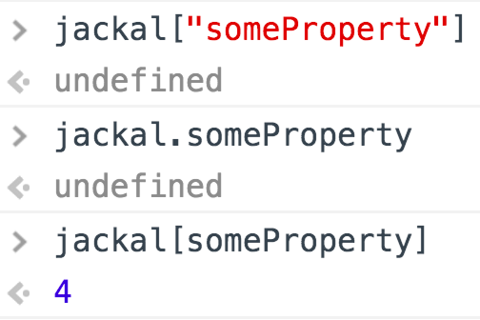 > jackal["someProperty"]
undefined
> jackal.someProperty
undefined
> jackal[someProperty]
4